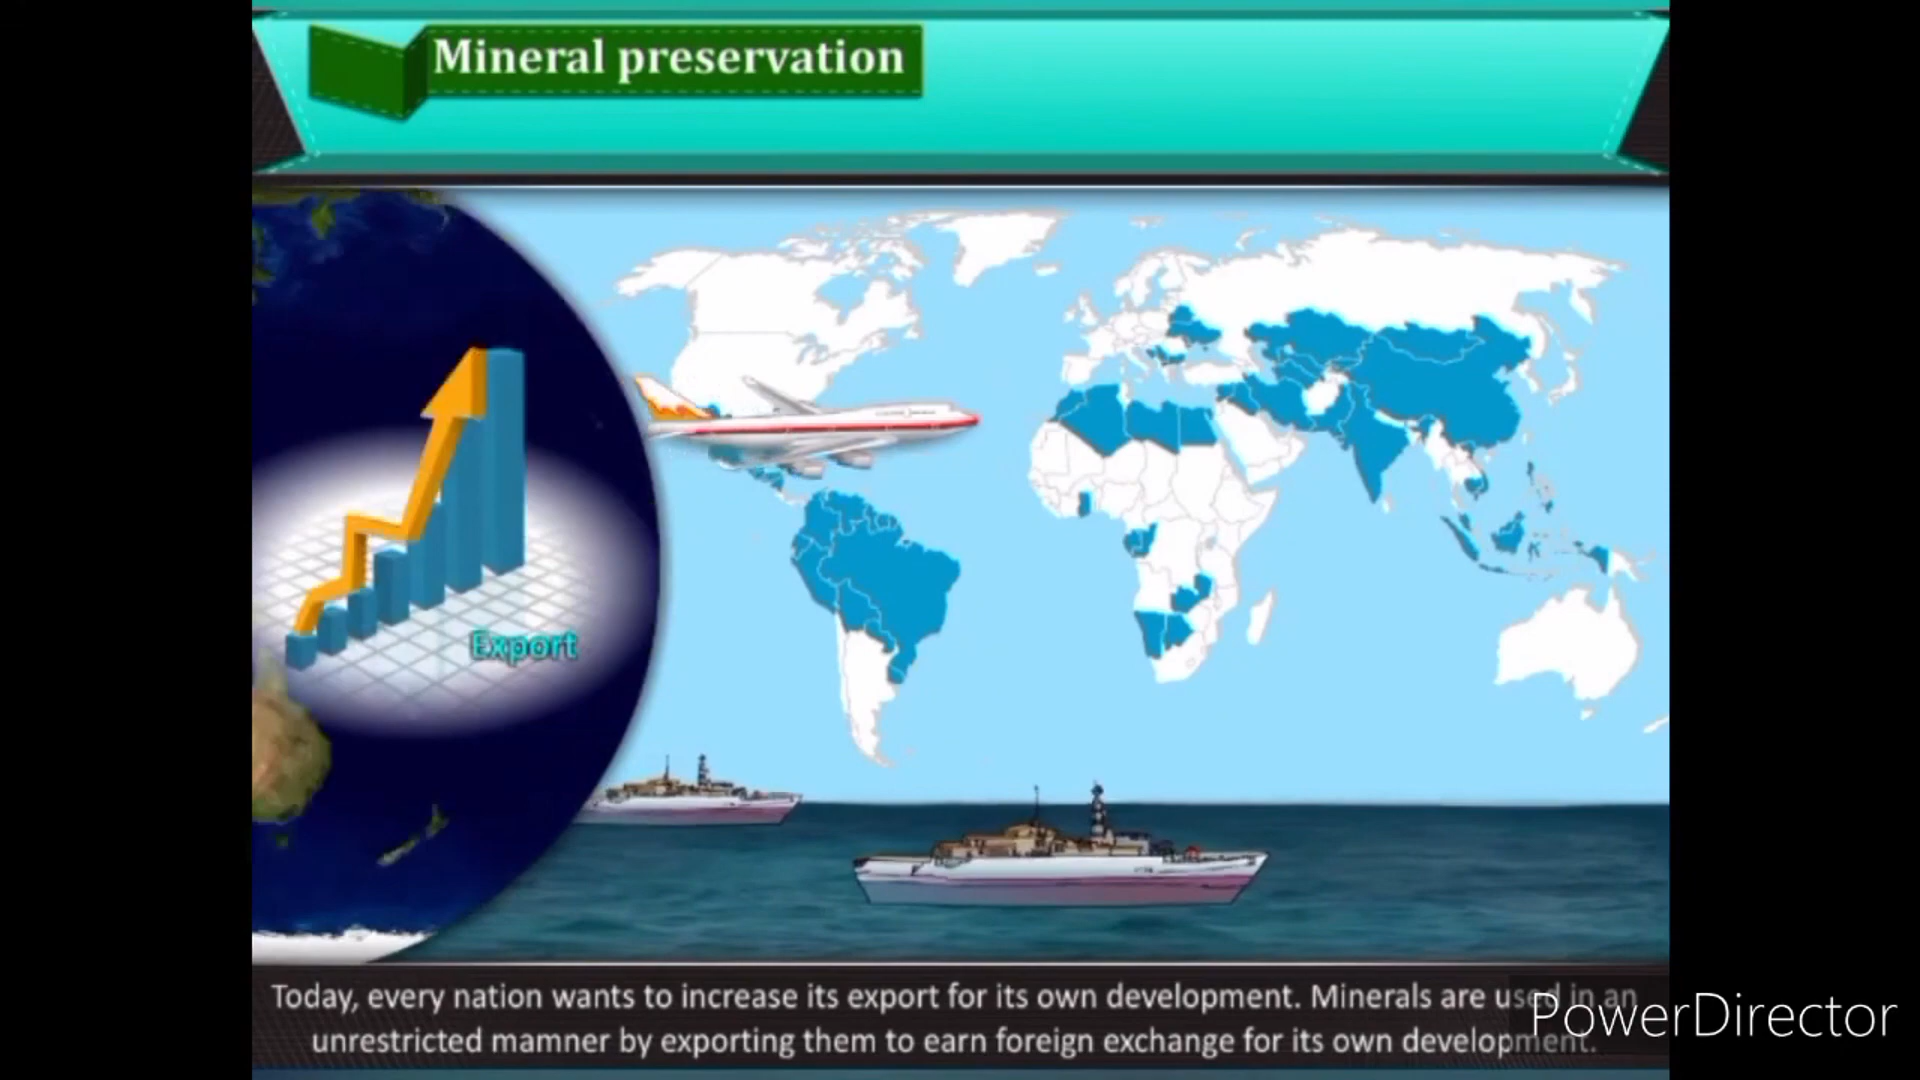 Mineral preservation
Export
Today, every nation wants to increase its export for its own development. Minerals are used in an
unrestricted mamner by exporting them to earn foreign exchange for its own development.
PowerDirector